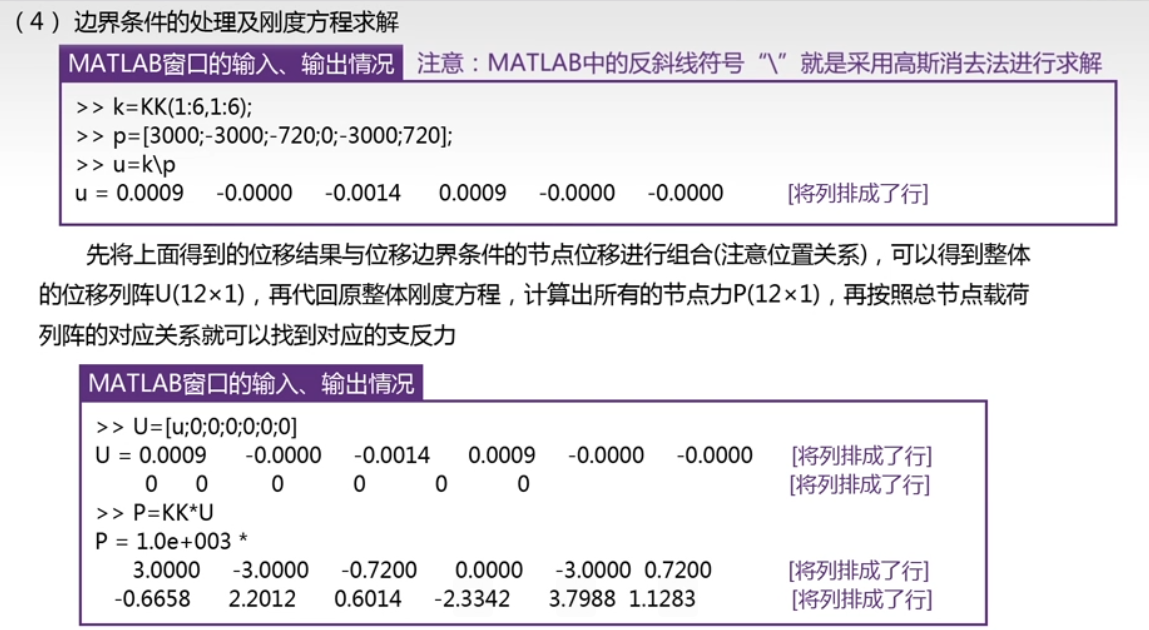 （4）边界条件的处理及刚度方程求解
MATLAB窗口的输入、输出情况 注意：MATLAB中的反斜线符号“\”就是采用高斯消去法进行求解
>> k=KK(1:6,1:6);
>> p=[3000;-3000;-720;0;-3000;720];
>> u=k\p
u = 0.0009 -0.0000 -0.0014 0.0009 -0.0000 -0.0000 [将列排成了行]
先将上面得到的位移结果与位移边界条件的节点位移进行组合(注意位置关系)，可以得到整体
的位移列阵U(12×1)，再代回原整体刚度方程，计算出所有的节点力P(12×1)，再按照总节点载荷
列阵的对应关系就可以找到对应的支反力
MATLAB窗口的输入、输出情况
>> U=[u;0;0;0;0;0;0]
U = 0.0009 -0.0000 -0.0014 0.0009 -0.0000 -0.0000 [将列排成了行]
0 0 0 0 0 0 [将列排成了行]
>> P=KK*U
P = 1.0e+003 *
3.0000 -3.0000 -0.7200 0.0000 -3.0000 0.7200 [将列排成了行]
-0.6658 2.2012 0.6014 -2.3342 3.7988 1.1283 [将列排成了行]